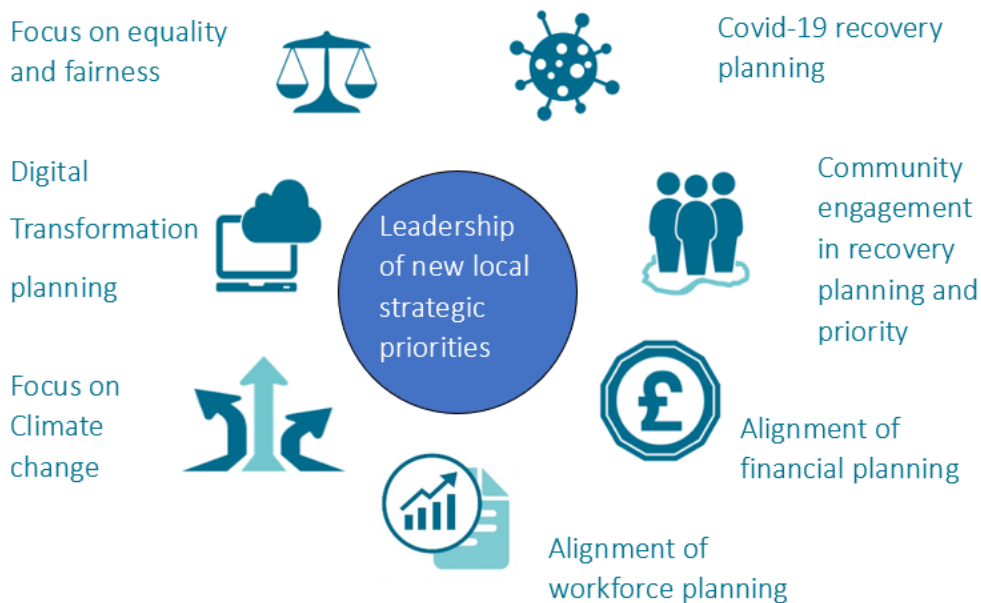 Focus on equality
and fairness
Covid-19 recovery
planning
Digital
Transformation
planning
Leadership
of new local
strategic
priorities
Community
engagement
in recovery
planning and
priority
Focus on
Climate
change
£
Alignment of
financial planning
Alignment of
workforce planning